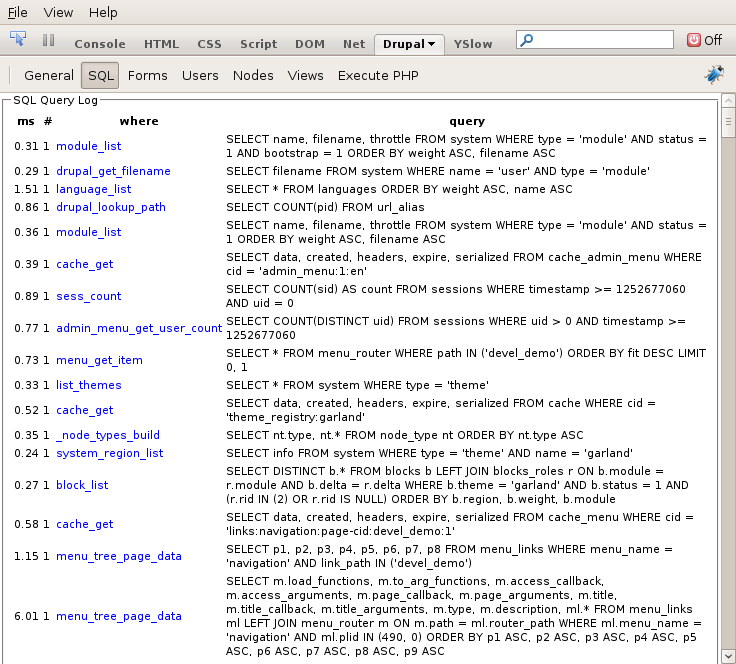 File View Help
Console HTML CSS Script DOM Net Drupal YSlow Off
General SQL Forms Users Nodes Views Execute PHP
SQL Query Log
ms # where query
0.31 1 module_list SELECT name, filename, throttle FROM system WHERE type = 'module' AND status =
1 AND bootstrap = 1 ORDER BY weight ASC, filename ASC
0.29 1 drupal_get_filename SELECT filename FROM system WHERE name = 'user' AND type = 'module'
1.51 1 language_list SELECT * FROM languages ORDER BY weight ASC, name ASC
0.86 1 drupal_lookup_path SELECT COUNT(pid) FROM url_alias
0.36 1 module_list SELECT name, filename, throttle FROM system WHERE type = 'module' AND status =
1 ORDER BY weight ASC, filename ASC
0.39 1 cache_get SELECT data, created, headers, expire, serialized FROM cache_admin_menu WHERE
cid = 'admin_menu:1:en'
0.89 1 sess_count SELECT COUNT(sid) AS count FROM sessions WHERE timestamp >= 1252677060
AND uid = 0
0.77 1 admin_menu_get_user_count SELECT COUNT(DISTINCT uid) FROM sessions WHERE uid > 0 AND timestamp >=
1252677060
0.73 1 menu_get_item SELECT * FROM menu_router WHERE path IN ('devel_demo') ORDER BY fit DESC LIMIT
0, 1
0.33 1 list_themes SELECT * FROM system WHERE type = 'theme'
0.52 1 cache_get SELECT data, created, headers, expire, serialized FROM cache WHERE cid =
'theme_registry:garland'
0.35 1 _node_types_build SELECT nt.type, nt.* FROM node_type nt ORDER BY nt.type ASC
0.24 1 system_region_list SELECT info FROM system WHERE type = 'theme' AND name = 'garland'
0.27 1 block_list SELECT DISTINCT b.* FROM blocks b LEFT JOIN blocks_roles r ON b.module =
r.module AND b.delta = r.delta WHERE b.theme = 'garland' AND b.status = 1 AND
(r.rid IN (2) OR r.rid IS NULL) ORDER BY b.region, b.weight, b.module
0.58 1 cache_get SELECT data, created, headers, expire, serialized FROM cache_menu WHERE cid =
'links:navigation:page-cid:devel_demo:1'
1.15 1 menu_tree_page_data SELECT p1, p2, p3, p4, p5, p6, p7, p8 FROM menu_links WHERE menu_name =
'navigation' AND link_path IN ('devel_demo')
6.01 1 menu_tree_page_data SELECT m.load_functions, m.to_arg_functions, m.access_callback,
m.access_arguments, m.page_callback, m.page_arguments, m.title,
m.title_callback, m.title_arguments, m.type, m.description, ml.* FROM menu_links
ml LEFT JOIN menu_router m ON m.path = ml.router_path WHERE ml.menu_name =
'navigation' AND ml.plid IN (490, 0) ORDER BY p1 ASC, p2 ASC, p3 ASC, p4 ASC, p5
ASC, p6 ASC, p7 ASC, p8 ASC, p9 ASC